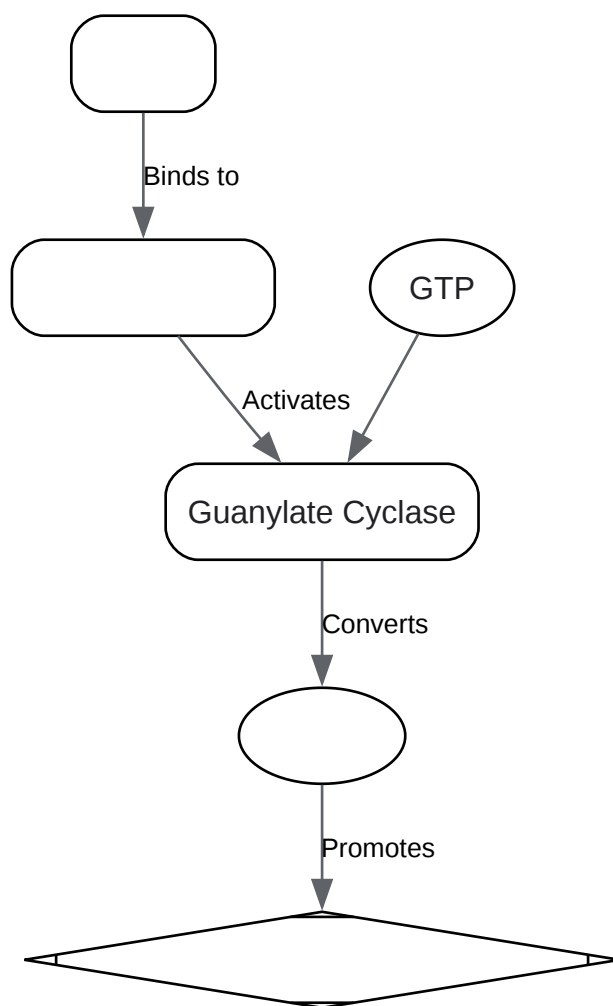 Binds to
GTP
Activates
Guanylate Cyclase
Converts
Promotes